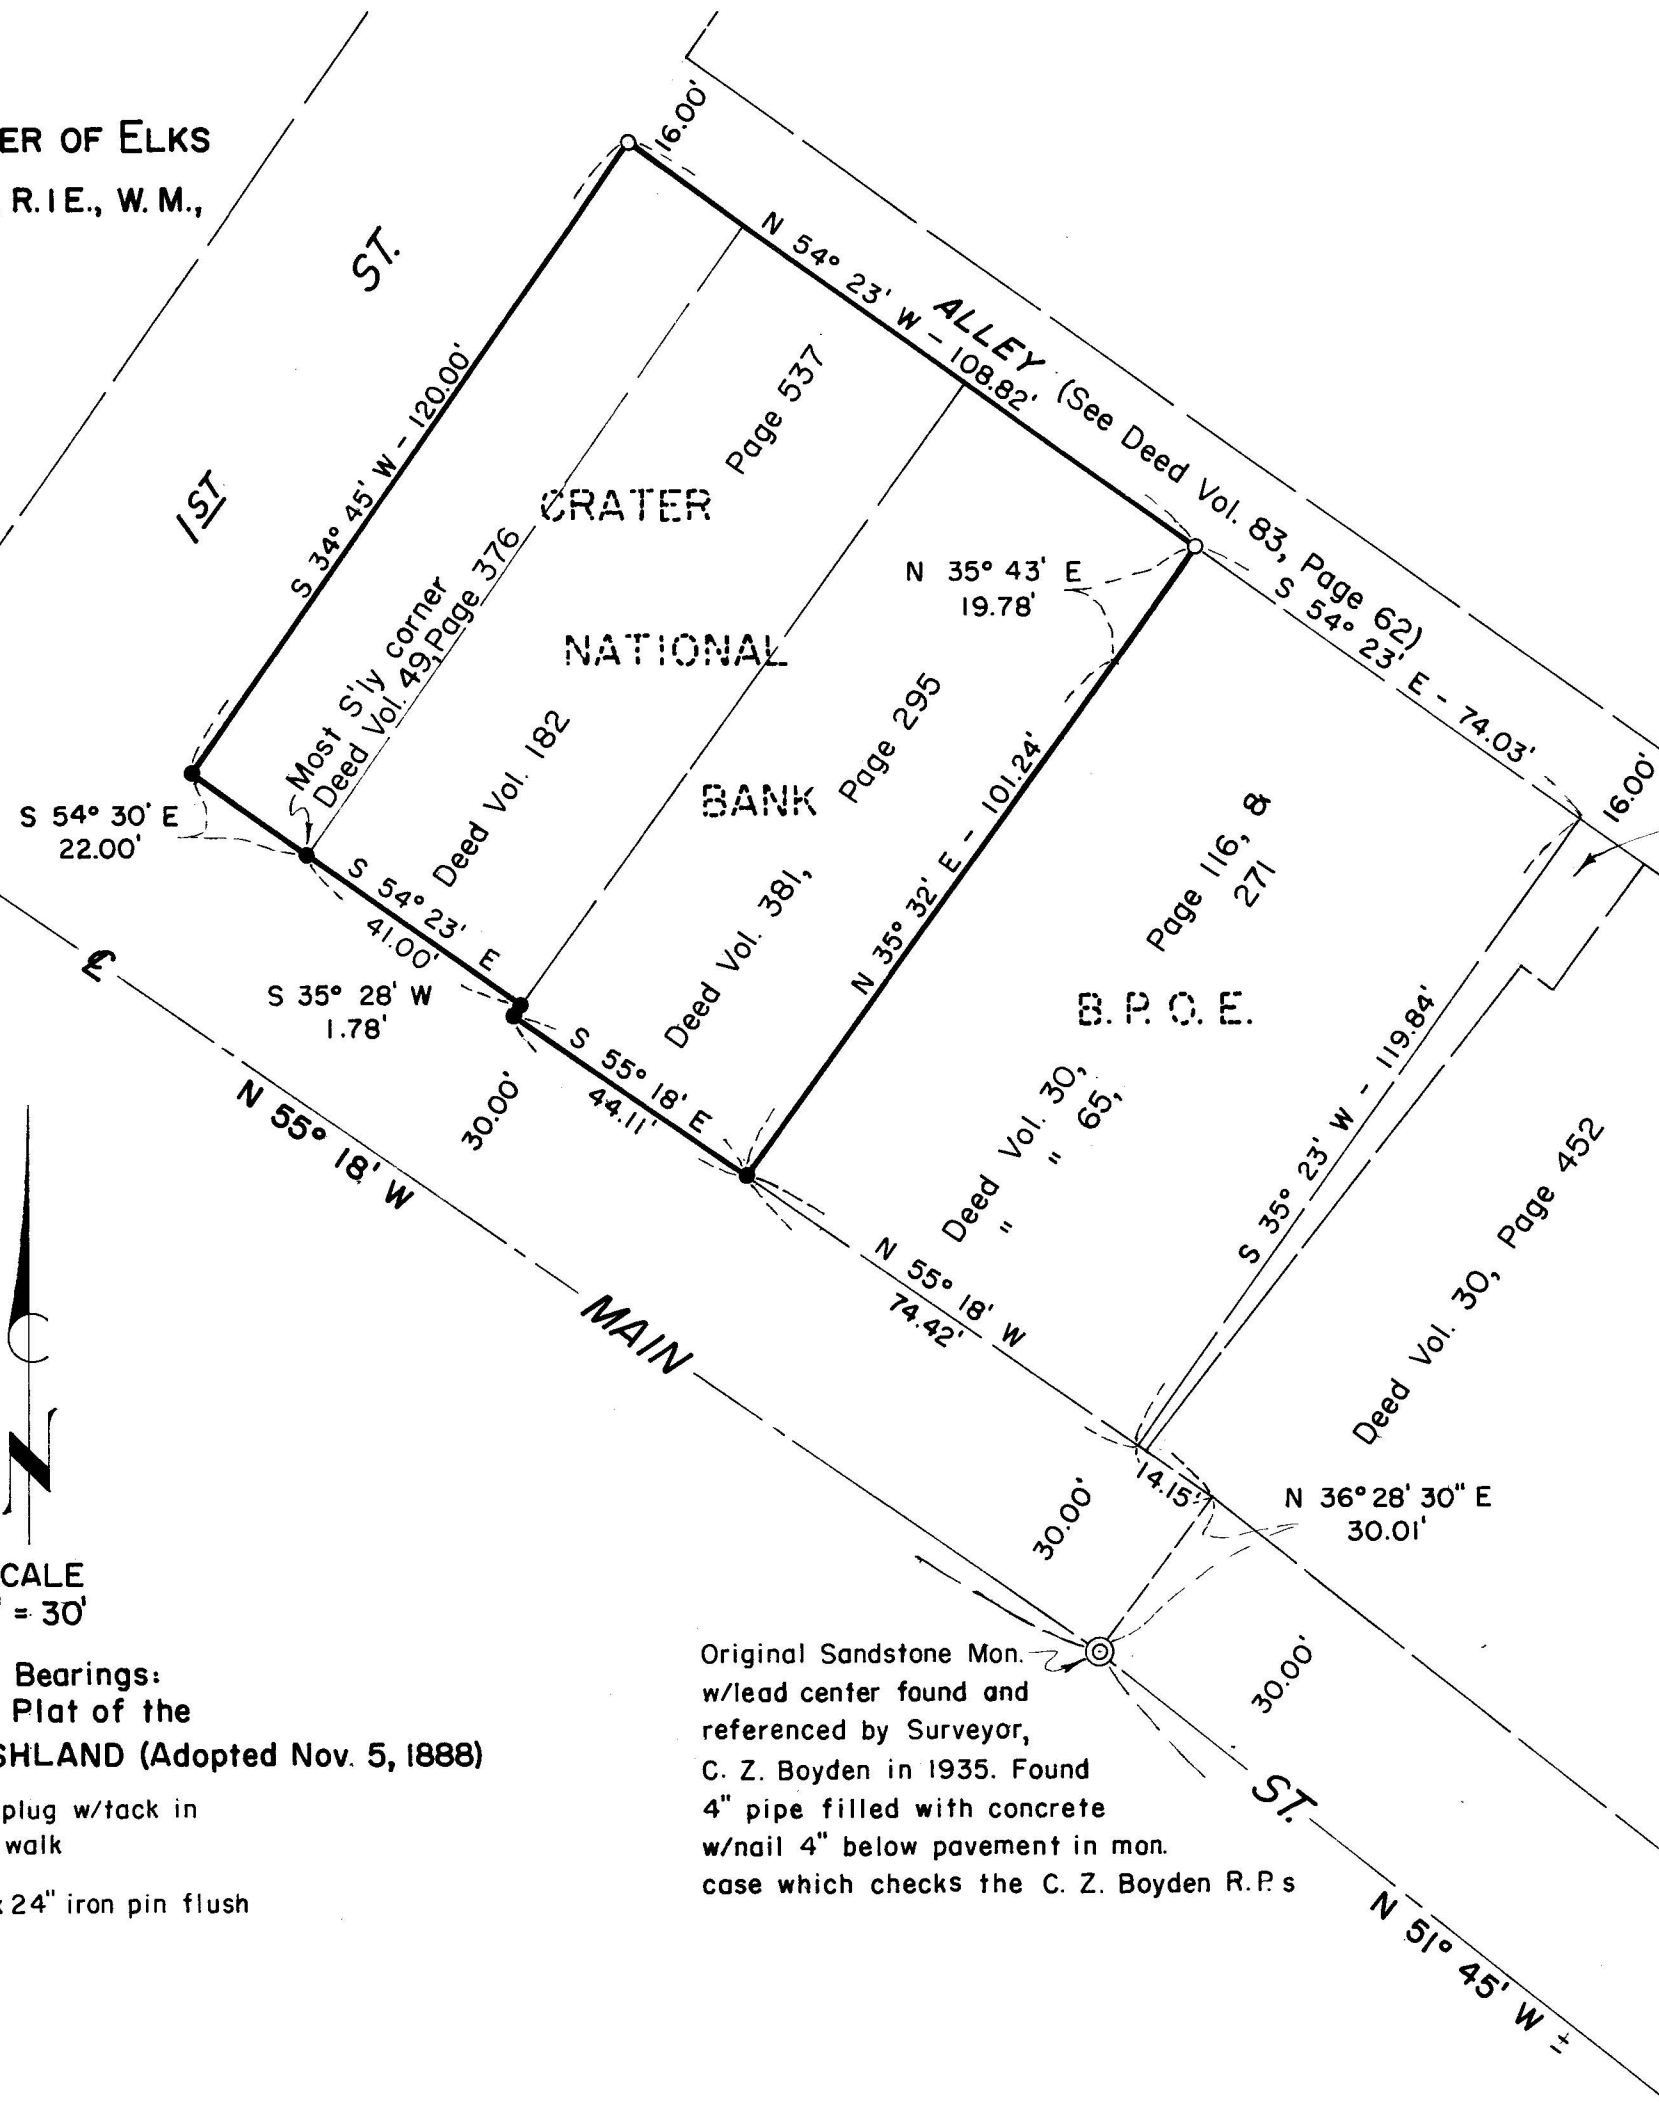 ER OF ELKS
R. 1 E., W. M.,
16.00'
ST.
1ST
S 34° 45' W - 120.00'
N 54° 23' W - 108.82'
ALLEY (See Deed Vol. 83, Page 62)
S 54° 23' E - 74.03'
16.00'
CRATER
NATIONAL
BANK
Page 537
Deed Vol. 182
Most S'ly corner
Deed Vol. 49, Page 376
N 35° 43' E
19.78'
Page 295
Deed Vol. 381,
N 35° 32' E - 101.24'
S 54° 30' E
22.00'
S 54° 23' E
41.00'
S 35° 28' W
1.78'
S 55° 18' E
44.11'
30.00'
Page 116, &
271
B. P. O. E.
Deed Vol. 30,
" " 65,
S 35° 23' W - 119.84'
Deed Vol. 30, Page 452
N 55° 18' W
74.42'
14.15'
N 36° 28' 30" E
30.01'
30.00'
30.00'
℄
N 55° 18' W
MAIN
ST.
N 51° 45' W ±
N
CALE
' = 30'
Bearings:
Plat of the
SHLAND (Adopted Nov. 5, 1888)
plug w/tack in
walk
x 24" iron pin flush
Original Sandstone Mon.
w/lead center found and
referenced by Surveyor,
C. Z. Boyden in 1935. Found
4" pipe filled with concrete
w/nail 4" below pavement in mon.
case which checks the C. Z. Boyden R.P.s